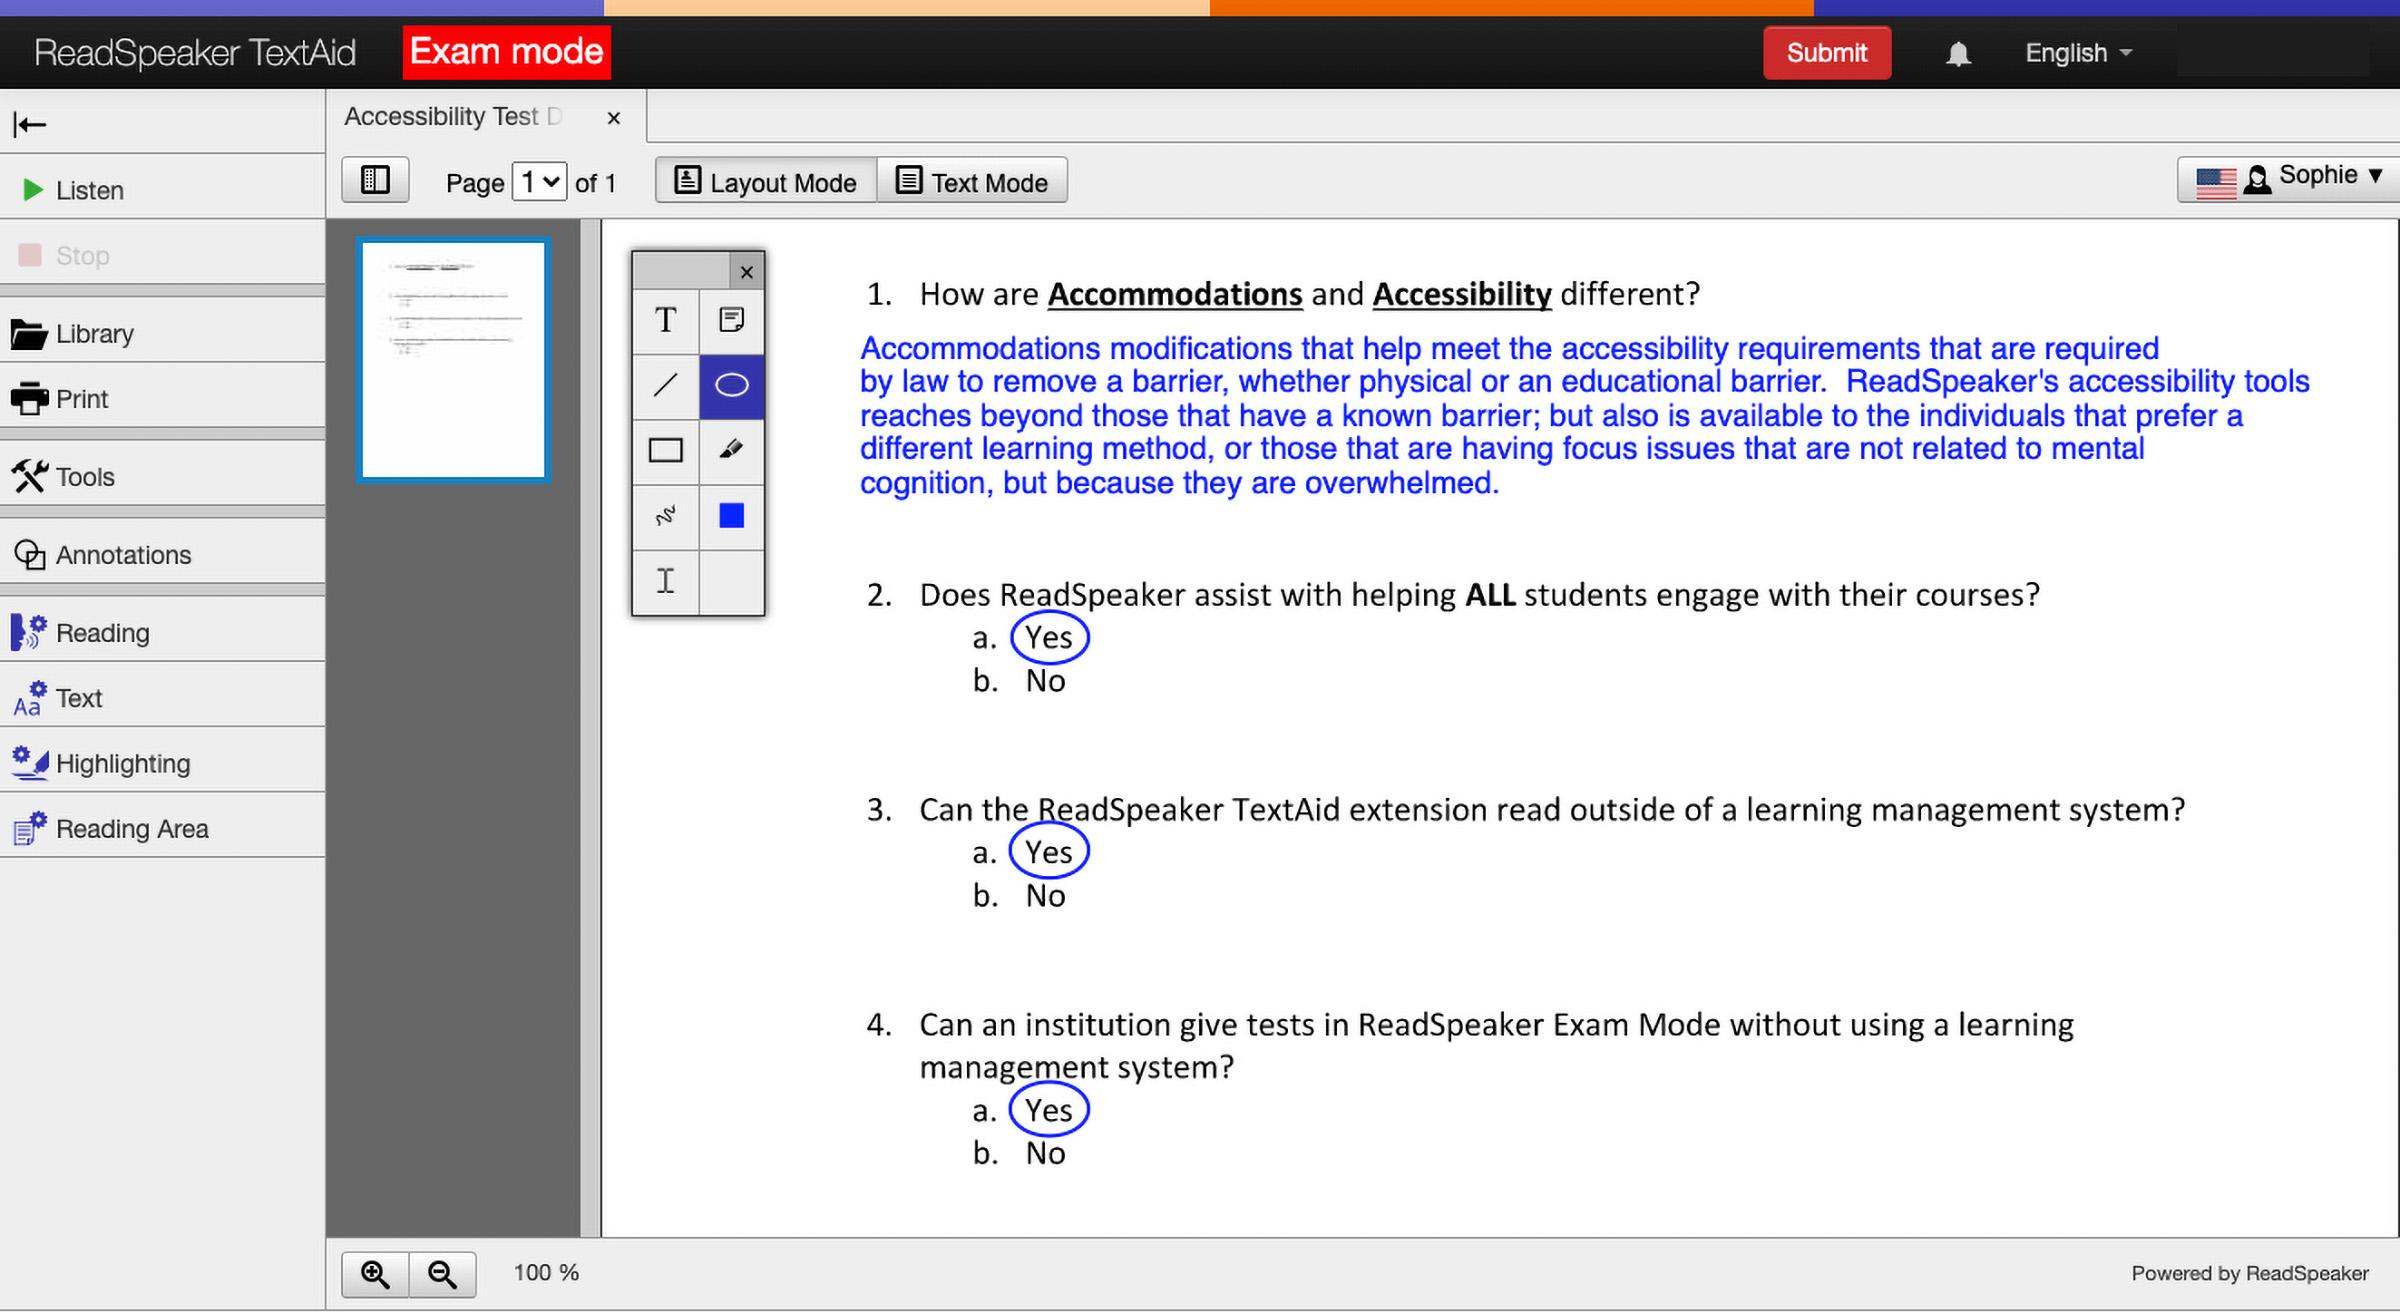 ReadSpeaker TextAid Exam mode Submit English
Accessibility Test
Page 1 of 1 Layout Mode Text Mode Sophie
Listen
Stop
Library
Print
Tools
Annotations
Reading
Aa Text
Highlighting
Reading Area
T
1. How are Accommodations and Accessibility different?
Accommodations modifications that help meet the accessibility requirements that are required
by law to remove a barrier, whether physical or an educational barrier. ReadSpeaker's accessibility tools
reaches beyond those that have a known barrier; but also is available to the individuals that prefer a
different learning method, or those that are having focus issues that are not related to mental
cognition, but because they are overwhelmed.
2. Does ReadSpeaker assist with helping ALL students engage with their courses?
a. Yes
b. No
3. Can the ReadSpeaker TextAid extension read outside of a learning management system?
a. Yes
b. No
4. Can an institution give tests in ReadSpeaker Exam Mode without using a learning
management system?
a. Yes
b. No
100 %
Powered by ReadSpeaker